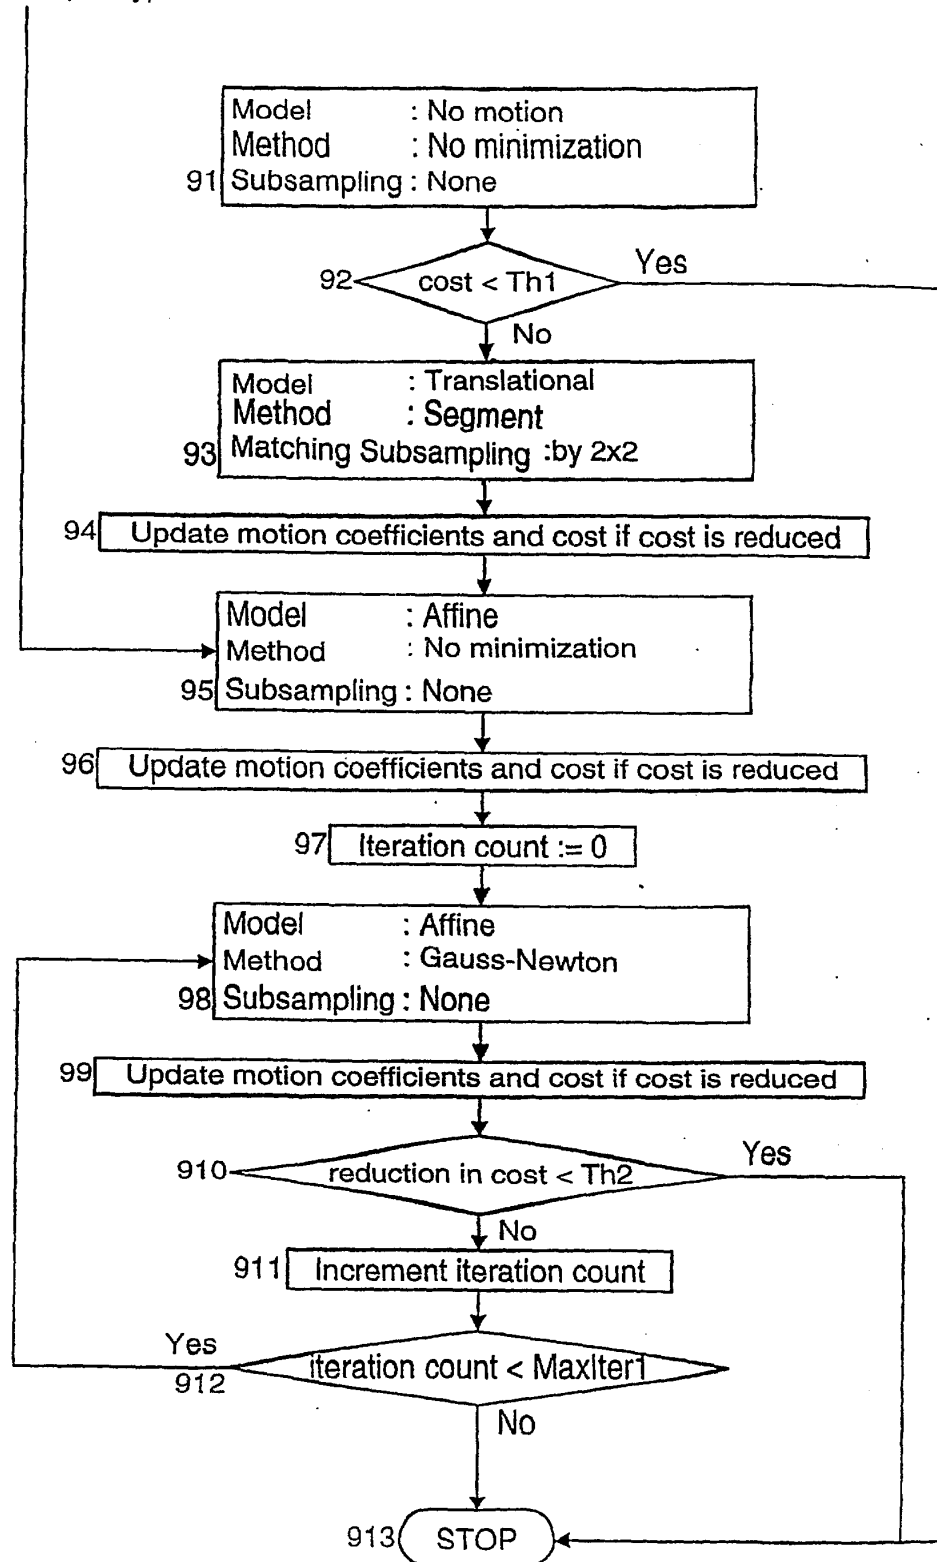 Model : No motion
Method : No minimization
91 Subsampling : None
92 cost < Th1 Yes
No
Model : Translational
Method : Segment
93 Matching Subsampling :by 2x2
94 Update motion coefficients and cost if cost is reduced
Model : Affine
Method : No minimization
95 Subsampling : None
96 Update motion coefficients and cost if cost is reduced
97 Iteration count := 0
Model : Affine
Method : Gauss-Newton
98 Subsampling : None
99 Update motion coefficients and cost if cost is reduced
910 reduction in cost < Th2 Yes
No
911 Increment iteration count
Yes
912 iteration count < MaxIter1
No
913 STOP